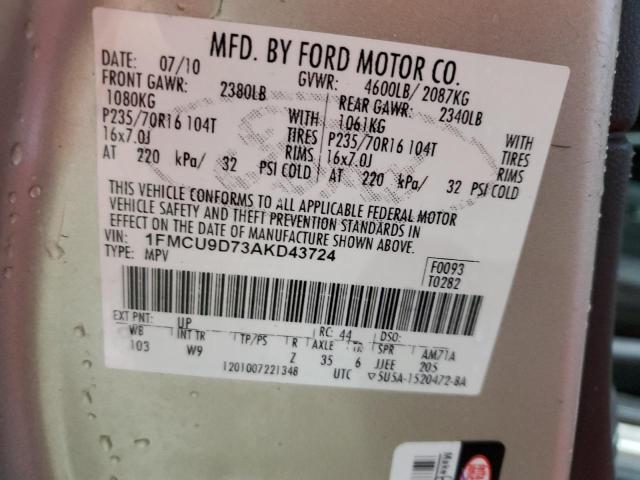 MFD. BY FORD MOTOR CO.
DATE: 07/10 GVWR: 4600LB/ 2087KG
FRONT GAWR: 2380LB REAR GAWR: 2340LB
1080KG WITH 1061KG WITH
P235/70R16 104T TIRES P235/70R16 104T TIRES
16x7.0J RIMS 16x7.0J RIMS
AT 220 kPa/ 32 PSI COLD AT 220 kPa/ 32 PSI COLD
THIS VEHICLE CONFORMS TO ALL APPLICABLE FEDERAL MOTOR
VEHICLE SAFETY AND THEFT PREVENTION STANDARDS IN
EFFECT ON THE DATE OF MANUFACTURE SHOWN ABOVE.
VIN: 1FMCU9D73AKD43724
TYPE: MPV
F0093
T0282
EXT PNT: UP RC: 44 DSO:
WB INT TR TP/PS R AXLE TR SPR AM71A
103 W9 Z 35 6 JJEE 205
1201007221348 UTC ▽5U5A-1520472-BA
Make